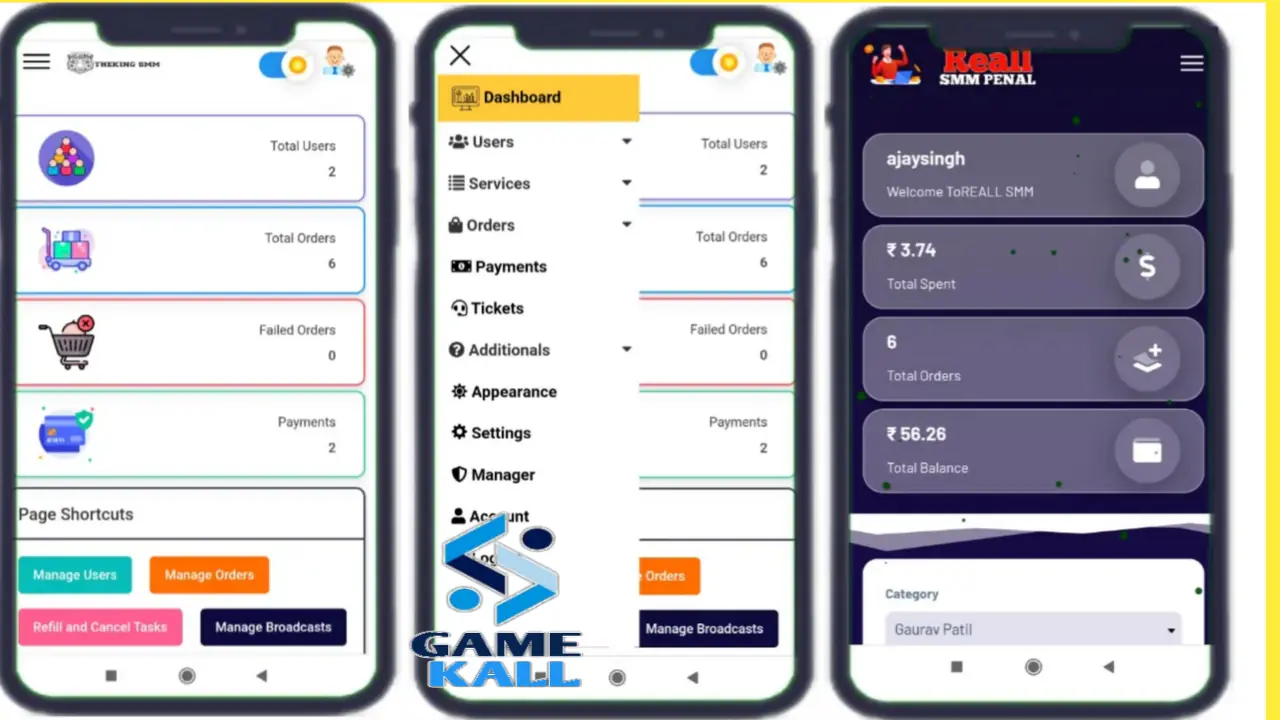 THEKING SMM
Total Users
2
Total Orders
6
Failed Orders
0
Payments
2
Page Shortcuts
Manage Users
Manage Orders
Refill and Cancel Tasks
Manage Broadcasts
Dashboard
Users
Services
Orders
Payments
Tickets
Additionals
Appearance
Settings
Manager
Account
Total Users
2
Total Orders
6
Failed Orders
0
Payments
2
Orders
Manage Broadcasts
GAME
KALL
Reall
SMM PENAL
ajaysingh
Welcome ToREALL SMM
₹ 3.74
Total Spent
$
6
Total Orders
₹ 56.26
Total Balance
Category
Gaurav Patil